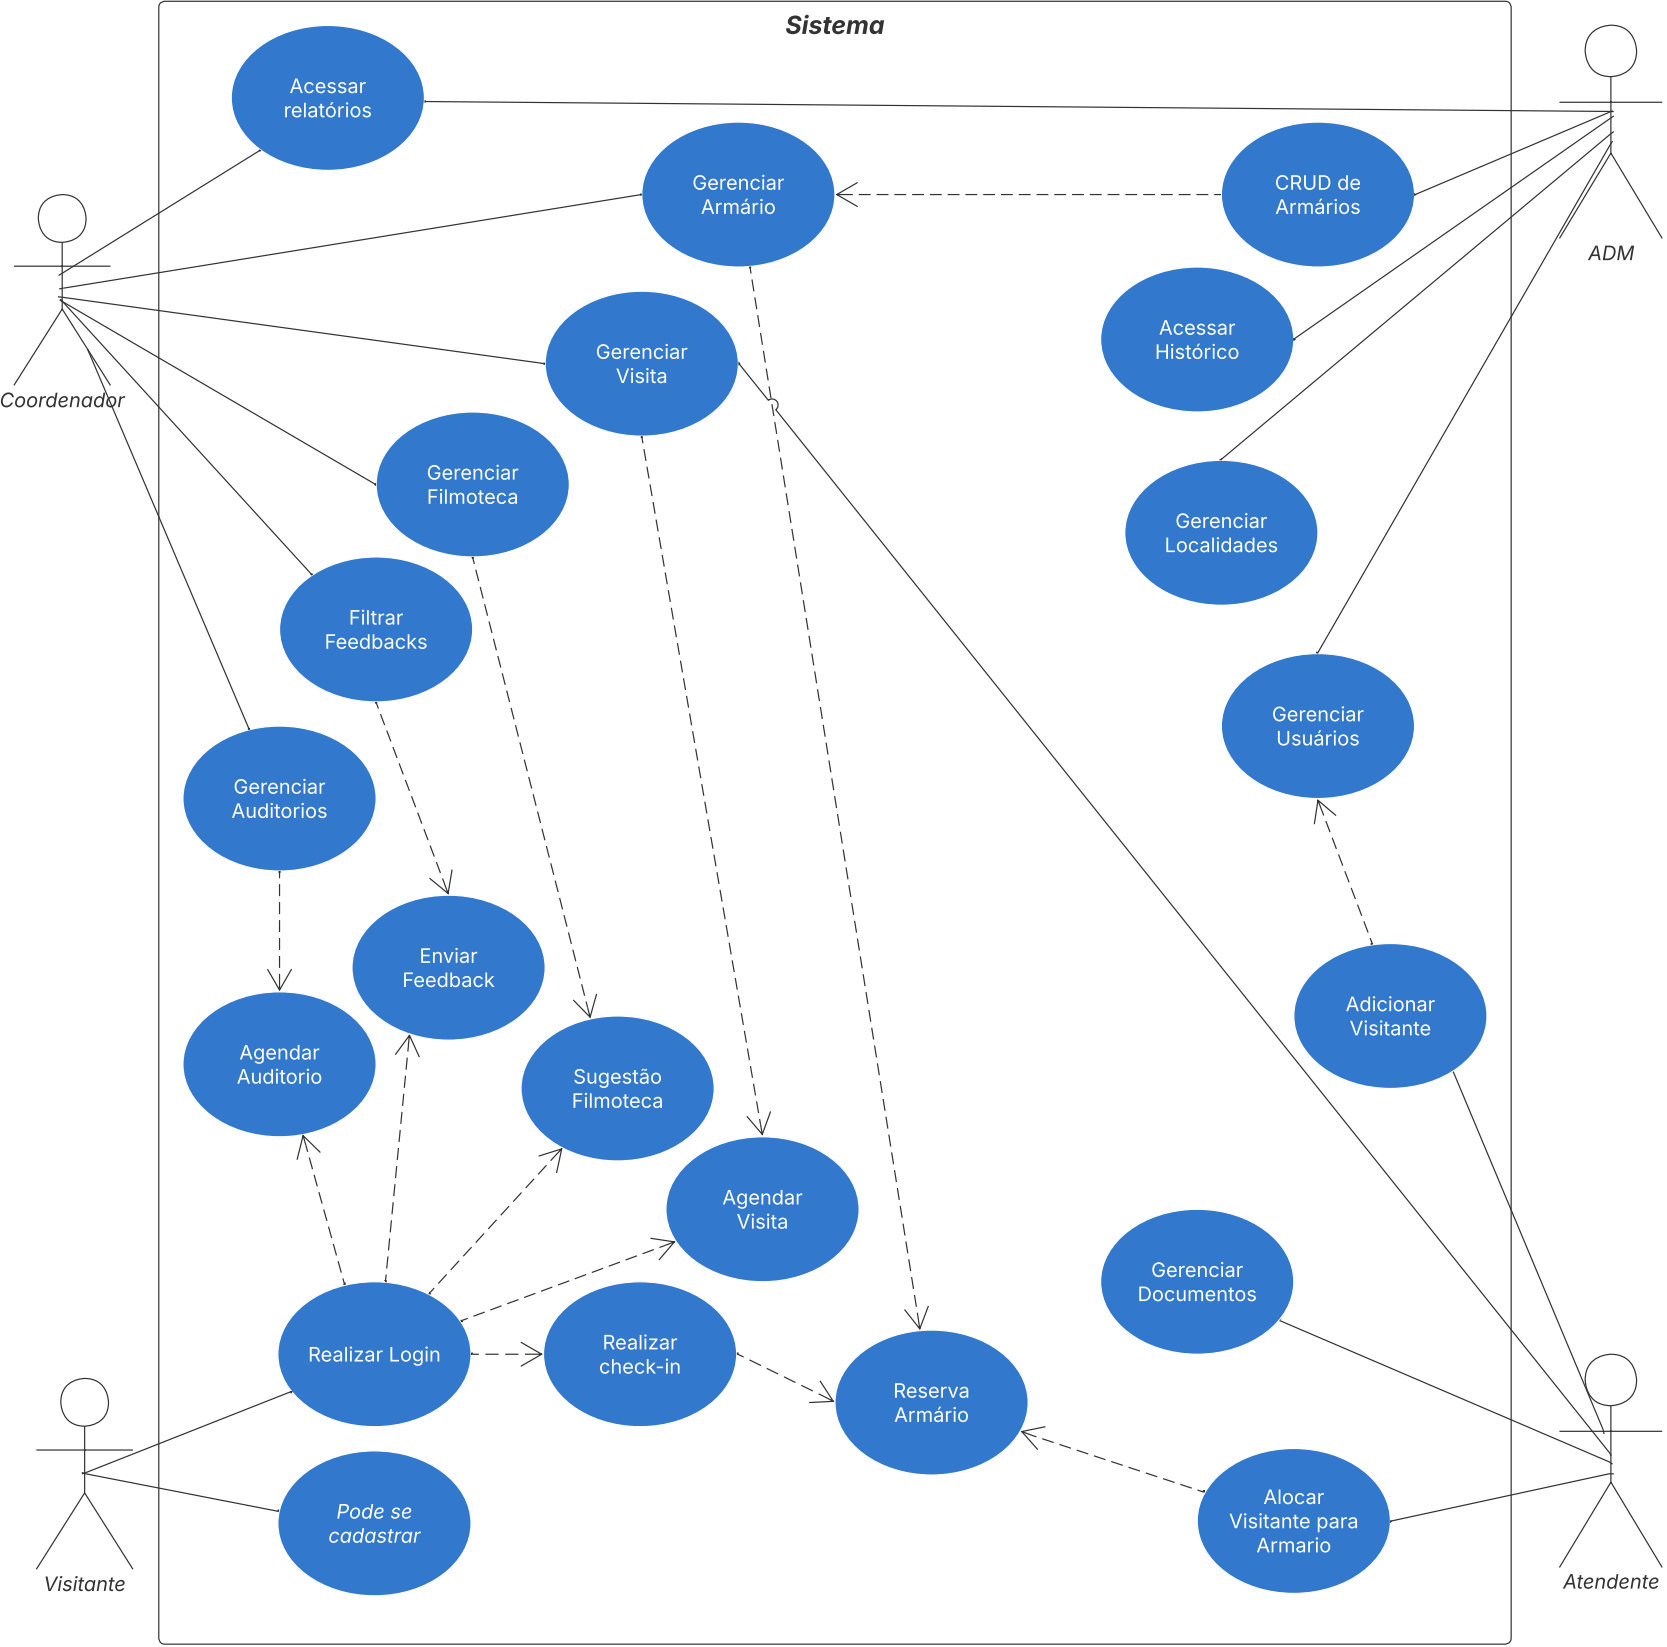 Sistema
Acessar
relatórios
Gerenciar
Armário
CRUD de
Armários
ADM
Acessar
Histórico
Gerenciar
Visita
Coordenador
Gerenciar
Filmoteca
Gerenciar
Localidades
Filtrar
Feedbacks
Gerenciar
Usuários
Gerenciar
Auditorios
Enviar
Feedback
Adicionar
Visitante
Agendar
Auditorio
Sugestão
Filmoteca
Agendar
Visita
Gerenciar
Documentos
Realizar Login
Realizar
check-in
Reserva
Armário
Pode se
cadastrar
Alocar
Visitante para
Armario
Visitante
Atendente